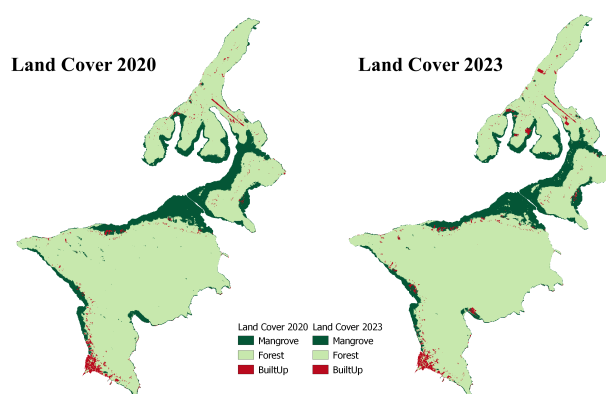 Land Cover 2020
Land Cover 2023
Land Cover 2020 Land Cover 2023
Mangrove Mangrove
Forest Forest
BuiltUp BuiltUp